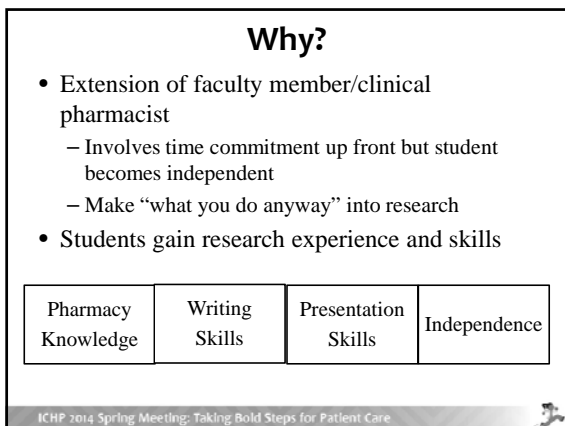 Why?
• Extension of faculty member/clinical
pharmacist
– Involves time commitment up front but student
becomes independent
– Make “what you do anyway” into research
• Students gain research experience and skills
Pharmacy Knowledge
Writing Skills
Presentation Skills
Independence
ICHP 2014 Spring Meeting: Taking Bold Steps for Patient Care